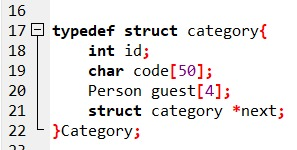 16
17 typedef struct category{
18 int id;
19 char code[50];
20 Person guest[4];
21 struct category *next;
22 }Category;